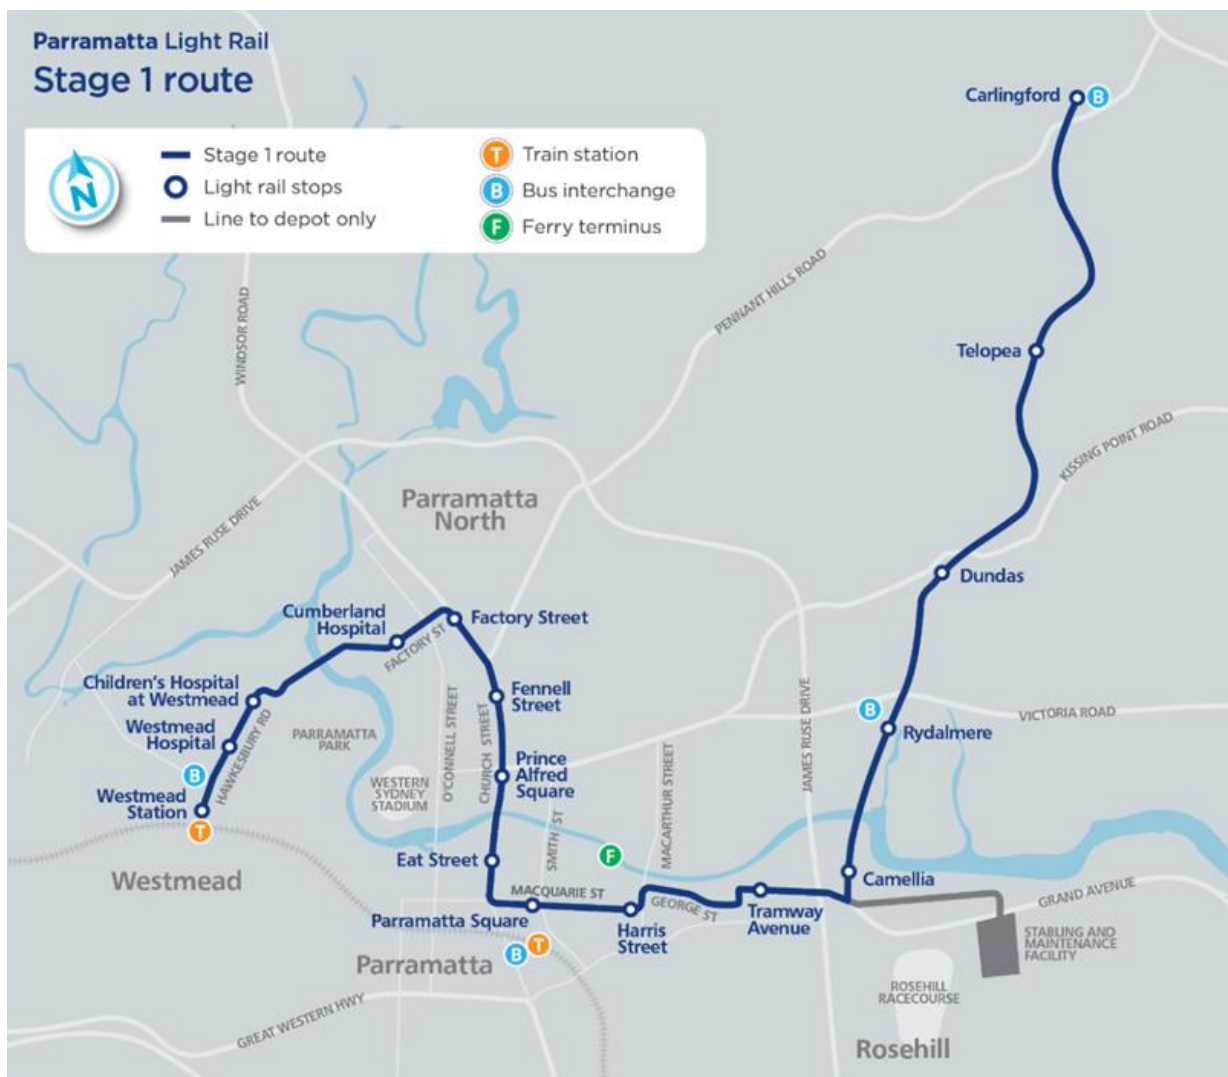 Parramatta Light Rail
Stage 1 route
Stage 1 route
Light rail stops
Line to depot only
T Train station
B Bus interchange
F Ferry terminus
N
Carlingford
B
WINDSOR ROAD
PENNANT HILLS ROAD
Telopea
KISSING POINT ROAD
Parramatta
North
JAMES RUSE DRIVE
Dundas
Cumberland
Hospital
FACTORY ST
Factory Street
Children's Hospital
at Westmead
Fennell
Street
Westmead
Hospital
HAWKESBURY RD
PARRAMATTA
PARK
O'CONNELL STREET
CHURCH STREET
JAMES RUSE DRIVE
B
Rydalmere
VICTORIA ROAD
B
Westmead
Station
T
WESTERN
SYDNEY
STADIUM
Prince
Alfred
Square
MACARTHUR STREET
SMITH ST
F
Westmead
Eat Street
MACQUARIE ST
Camellia
Parramatta Square
Harris
Street
GEORGE ST
Tramway
Avenue
GRAND AVENUE
STABLING AND
MAINTENANCE
FACILITY
B
T
Parramatta
ROSEHILL
RACECOURSE
GREAT WESTERN HWY
Rosehill